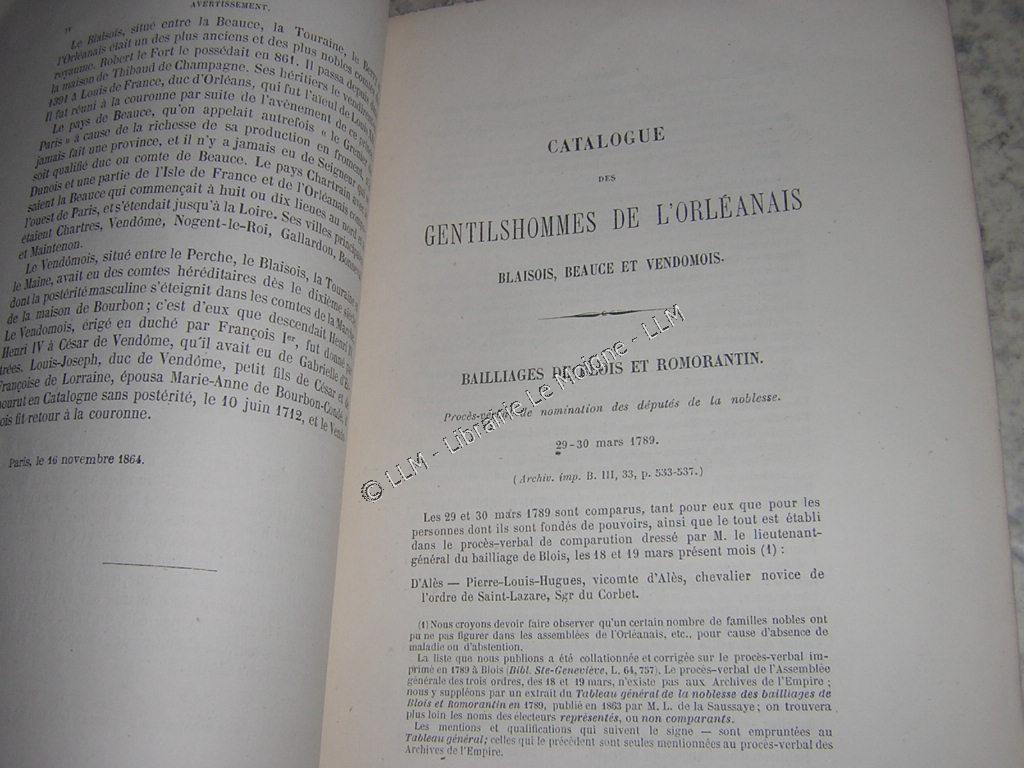 IV
AVERTISSEMENT.
Le Blaisois, situé entre la Beauce, la Touraine, le Berry
l'Orléanais était un des plus anciens et des plus nobles
royaume. Robert le Fort le possédait en 861. Il passa depuis
la maison de Thibaud de Champagne. Ses héritiers le vendirent
1391 à Louis de France, duc d'Orléans, qui fut l'aïeul de Louis
Il fut réuni à la couronne par suite de l'avènement de ce
Le pays de Beauce, qu'on appelait autrefois « le Grenier
Paris » à cause de la richesse de sa production en froment,
jamais fait une province, et il n'y a jamais eu de Seigneur qui
soit qualifié duc ou comte de Beauce. Le pays Chartrain avec
Dunois et une partie de l'Isle de France et de l'Orléanais
saient la Beauce qui commençait à huit ou dix lieues au nord
l'ouest de Paris, et s'étendait jusqu'à la Loire. Ses villes principales
étaient Chartres, Vendôme, Nogent-le-Roi, Gallardon,
et Maintenon.
Le Vendômois, situé entre le Perche, le Blaisois, la Touraine
le Maine, avait eu des comtes héréditaires dès le dixième siècle
dont la postérité masculine s'éteignit dans les comtes de la Marche
de la maison de Bourbon ; c'est d'eux que descendait Henri IV.
Le Vendomois, érigé en duché par François Ier, fut donné par
Henri IV à César de Vendôme, qu'il avait eu de Gabrielle
trées. Louis-Joseph, duc de Vendôme, petit fils de César et de
Françoise de Lorraine, épousa Marie-Anne de Bourbon-Condé,
mourut en Catalogne sans postérité, le 10 juin 1712, et le
ois fit retour à la couronne.
Paris, le 16 novembre 1864.
CATALOGUE
DES
GENTILSHOMMES DE L'ORLÉANAIS
BLAISOIS, BEAUCE ET VENDOMOIS.
BAILLIAGES DE BLOIS ET ROMORANTIN.
Procès-verbal de nomination des députés de la noblesse.
29-30 mars 1789.
(Archiv. imp. B. III, 33, p. 533-537.)
Les 29 et 30 mars 1789 sont comparus, tant pour eux que pour les
personnes dont ils sont fondés de pouvoirs, ainsi que le tout est établi
dans le procès-verbal de comparution dressé par M. le lieutenant-
général du bailliage de Blois, les 18 et 19 mars présent mois (1) :
D'Alès — Pierre-Louis-Hugues, vicomte d'Alès, chevalier novice de
l'ordre de Saint-Lazare, Sgr du Corbet.
(1) Nous croyons devoir faire observer qu'un certain nombre de familles nobles ont
pu ne pas figurer dans les assemblées de l'Orléanais, etc., pour cause d'absence de
maladie ou d'abstention.
La liste que nous publions a été collationnée et corrigée sur le procès-verbal im-
primé en 1789 à Blois (Bibl. Ste-Geneviève, L. 64, 757). Le procès-verbal de l'Assemblée
générale des trois ordres, des 18 et 19 mars, n'existe pas aux Archives de l'Empire ;
nous y suppléons par un extrait du Tableau général de la noblesse des bailliages de
Blois et Romorantin en 1789, publié en 1863 par M. L. de la Saussaye ; on trouvera
plus loin les noms des électeurs représentés, ou non comparants.
Les mentions et qualifications qui suivent le signe — sont empruntées au
Tableau général; celles qui le précèdent sont seules mentionnées au procès-verbal des
Archives de l'Empire.
© LLM - Librairie Le Moigne - LLM